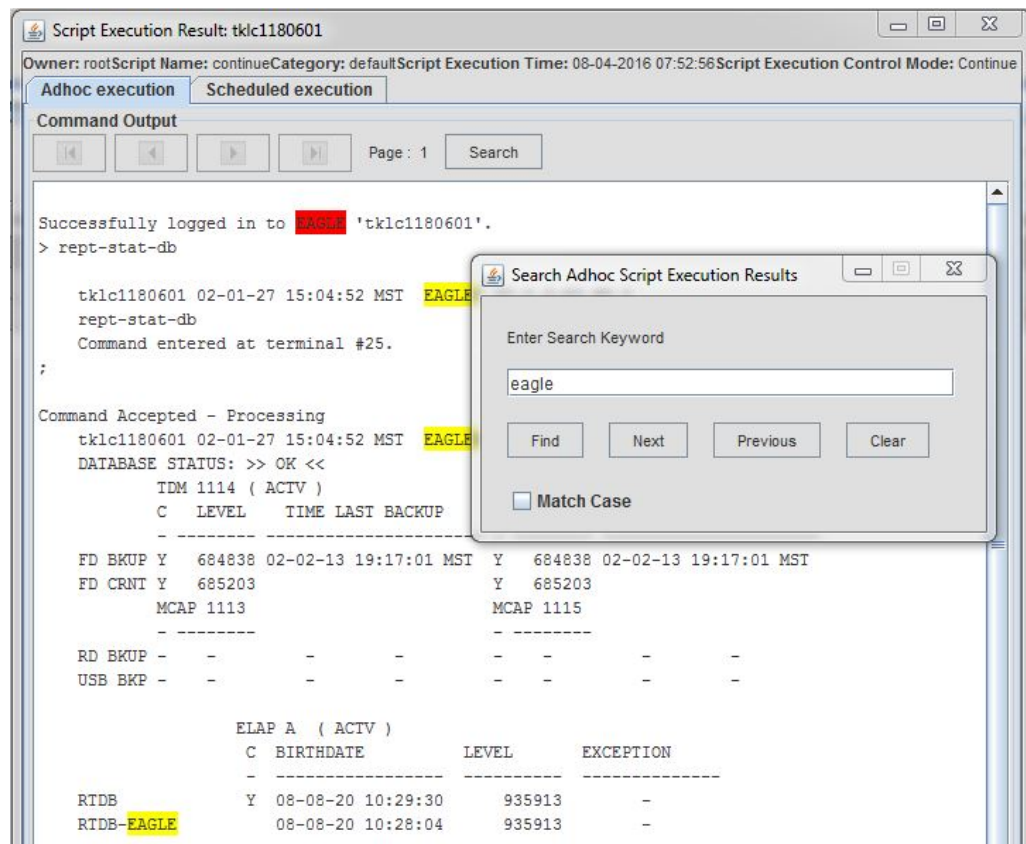 Script Execution Result: tklc1180601
Owner: rootScript Name: continueCategory: defaultScript Execution Time: 08-04-2016 07:52:56Script Execution Control Mode: Continue
Adhoc execution Scheduled execution
Command Output
Page : 1 Search
Successfully logged in to EAGLE 'tklc1180601'.
> rept-stat-db
tklc1180601 02-01-27 15:04:52 MST EAGLE
rept-stat-db
Command entered at terminal #25.
;
Command Accepted - Processing
tklc1180601 02-01-27 15:04:52 MST EAGLE
DATABASE STATUS: >> OK <<
TDM 1114 ( ACTV )
C LEVEL TIME LAST BACKUP
- -------- -------------------
FD BKUP Y 684838 02-02-13 19:17:01 MST Y 684838 02-02-13 19:17:01 MST
FD CRNT Y 685203 Y 685203
MCAP 1113 MCAP 1115
- -------- - --------
RD BKUP - - - - - - - -
USB BKP - - - - - - - -
ELAP A ( ACTV )
C BIRTHDATE LEVEL EXCEPTION
- ----------------- ---------- --------------
RTDB Y 08-08-20 10:29:30 935913 -
RTDB-EAGLE 08-08-20 10:28:04 935913 -
Search Adhoc Script Execution Results
Enter Search Keyword
eagle
Find Next Previous Clear
Match Case